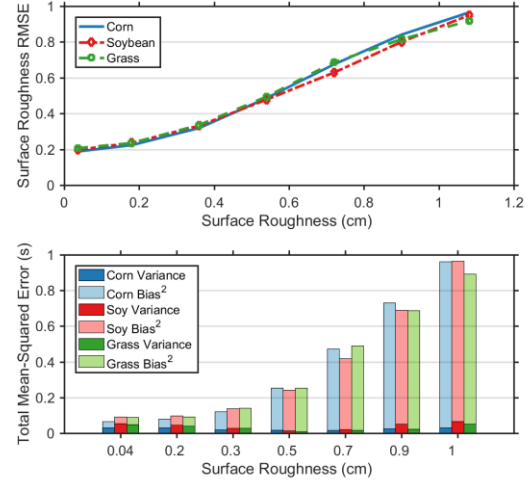 Surface Roughness RMSE
1
0.8
0.6
0.4
0.2
0
Corn
Soybean
Grass
0 0.2 0.4 0.6 0.8 1 1.2
Surface Roughness (cm)
Total Mean-Squared Error (s)
1
0.8
0.6
0.4
0.2
0
Corn Variance
Corn Bias²
Soy Variance
Soy Bias²
Grass Variance
Grass Bias²
0.04 0.2 0.3 0.5 0.7 0.9 1
Surface Roughness (cm)